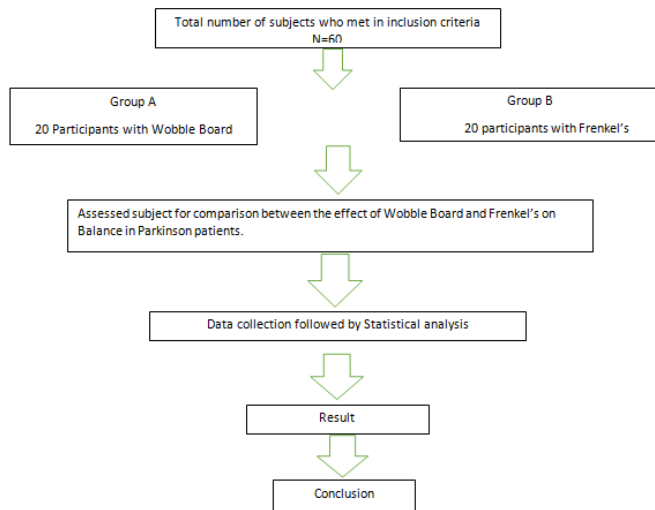 Total number of subjects who met in inclusion criteria
N=60
Group A
20 Participants with Wobble Board
Group B
20 participants with Frenkel's
Assessed subject for comparison between the effect of Wobble Board and Frenkel's on
Balance in Parkinson patients.
Data collection followed by Statistical analysis
Result
Conclusion